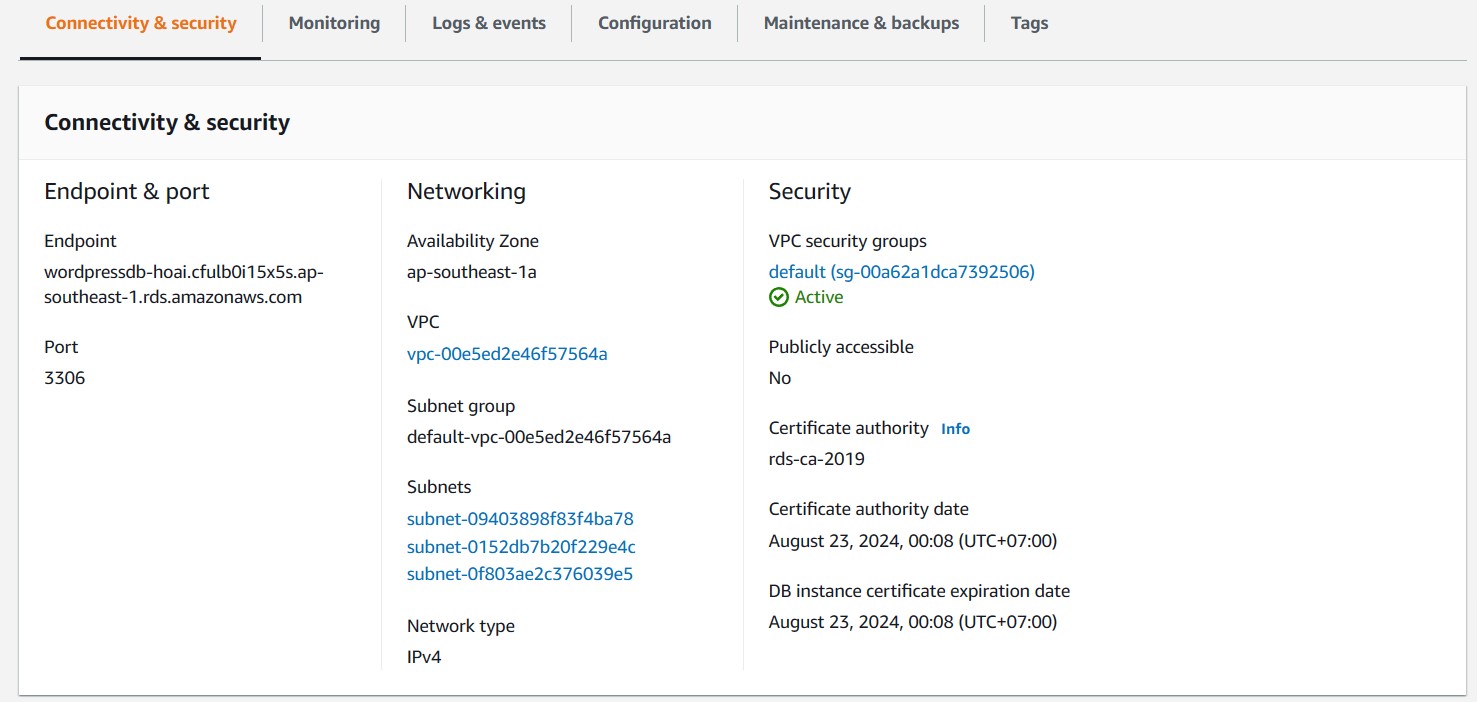 Connectivity & security
Monitoring
Logs & events
Configuration
Maintenance & backups
Tags
Connectivity & security
Endpoint & port
Endpoint
wordpressdb-hoai.cfulb0i15x5s.ap-
southeast-1.rds.amazonaws.com
Port
3306
Networking
Availability Zone
ap-southeast-1a
VPC
vpc-00e5ed2e46f57564a
Subnet group
default-vpc-00e5ed2e46f57564a
Subnets
subnet-09403898f83f4ba78
subnet-0152db7b20f229e4c
subnet-0f803ae2c376039e5
Network type
IPv4
Security
VPC security groups
default (sg-00a62a1dca7392506)
Active
Publicly accessible
No
Certificate authority Info
rds-ca-2019
Certificate authority date
August 23, 2024, 00:08 (UTC+07:00)
DB instance certificate expiration date
August 23, 2024, 00:08 (UTC+07:00)